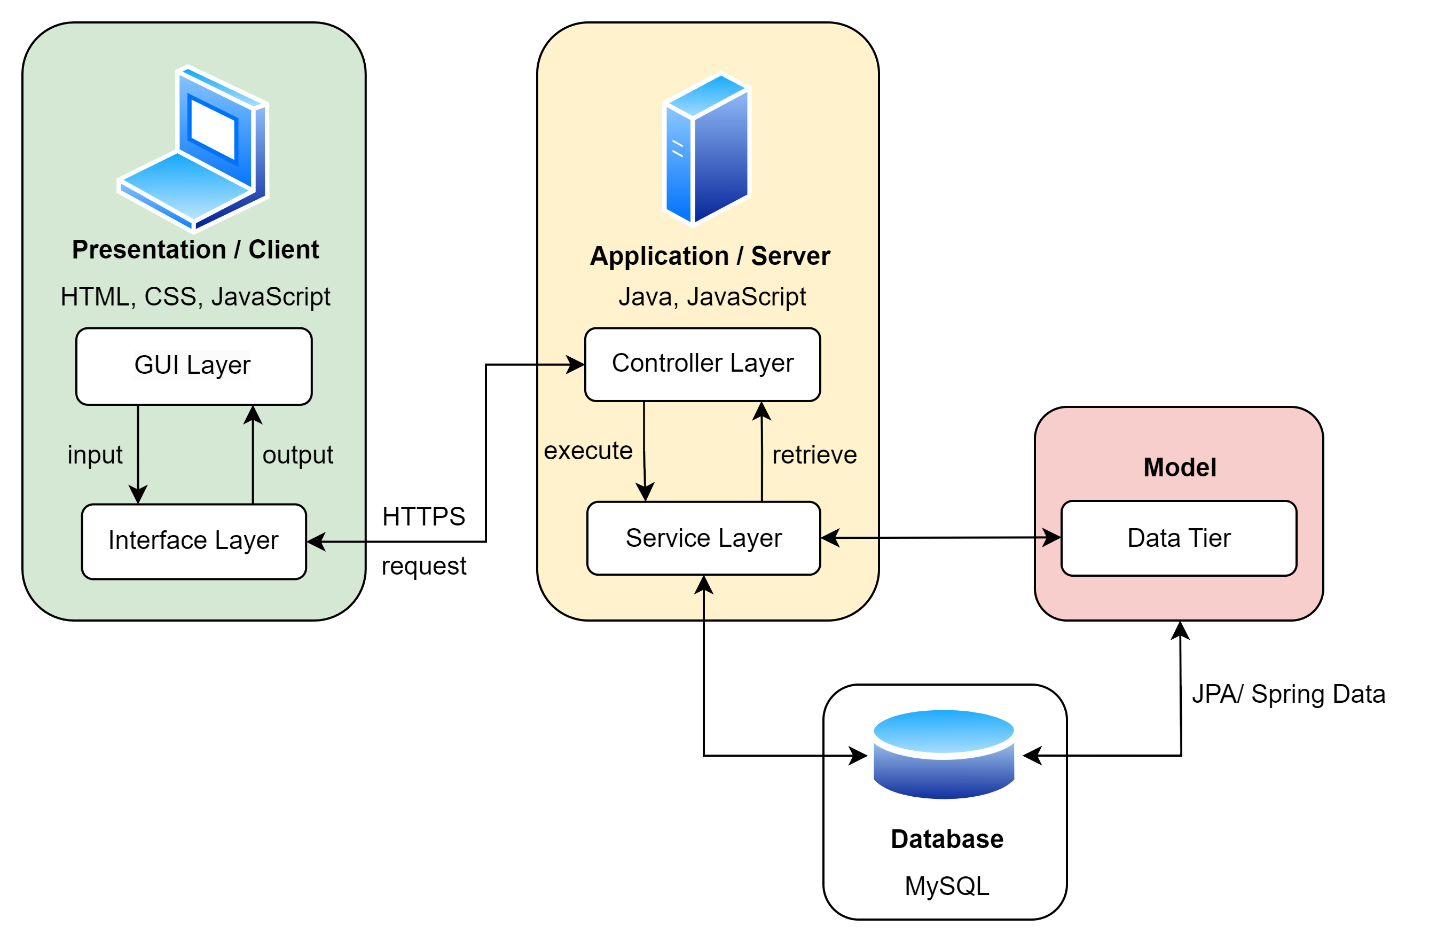 Presentation / Client
HTML, CSS, JavaScript
GUI Layer
input
output
Interface Layer
HTTPS
request
Application / Server
Java, JavaScript
Controller Layer
execute
retrieve
Service Layer
Model
Data Tier
JPA/ Spring Data
Database
MySQL